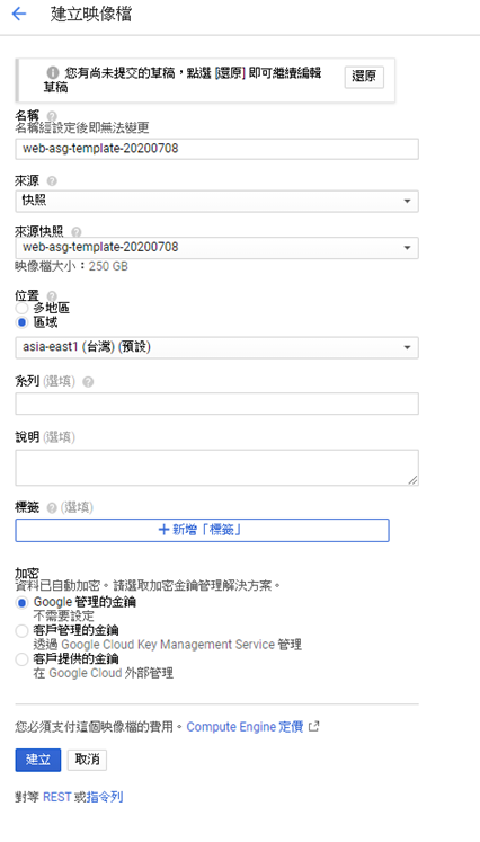 建立映像檔
您有尚未提交的草稿，點選 [還原] 即可繼續編輯
草稿
還原
名稱
名稱經設定後即無法變更
web-asg-template-20200708
來源
快照
來源快照
web-asg-template-20200708
映像檔大小：250 GB
位置
多地區
區域
asia-east1 (台灣) (預設)
系列 (選填)
說明 (選填)
標籤 (選填)
+ 新增「標籤」
加密
資料已自動加密。請選取加密金鑰管理解決方案。
Google 管理的金鑰
不需要設定
客戶管理的金鑰
透過 Google Cloud Key Management Service 管理
客戶提供的金鑰
在 Google Cloud 外部管理
您必須支付這個映像檔的費用。Compute Engine 定價
建立 取消
對等 REST 或指令列